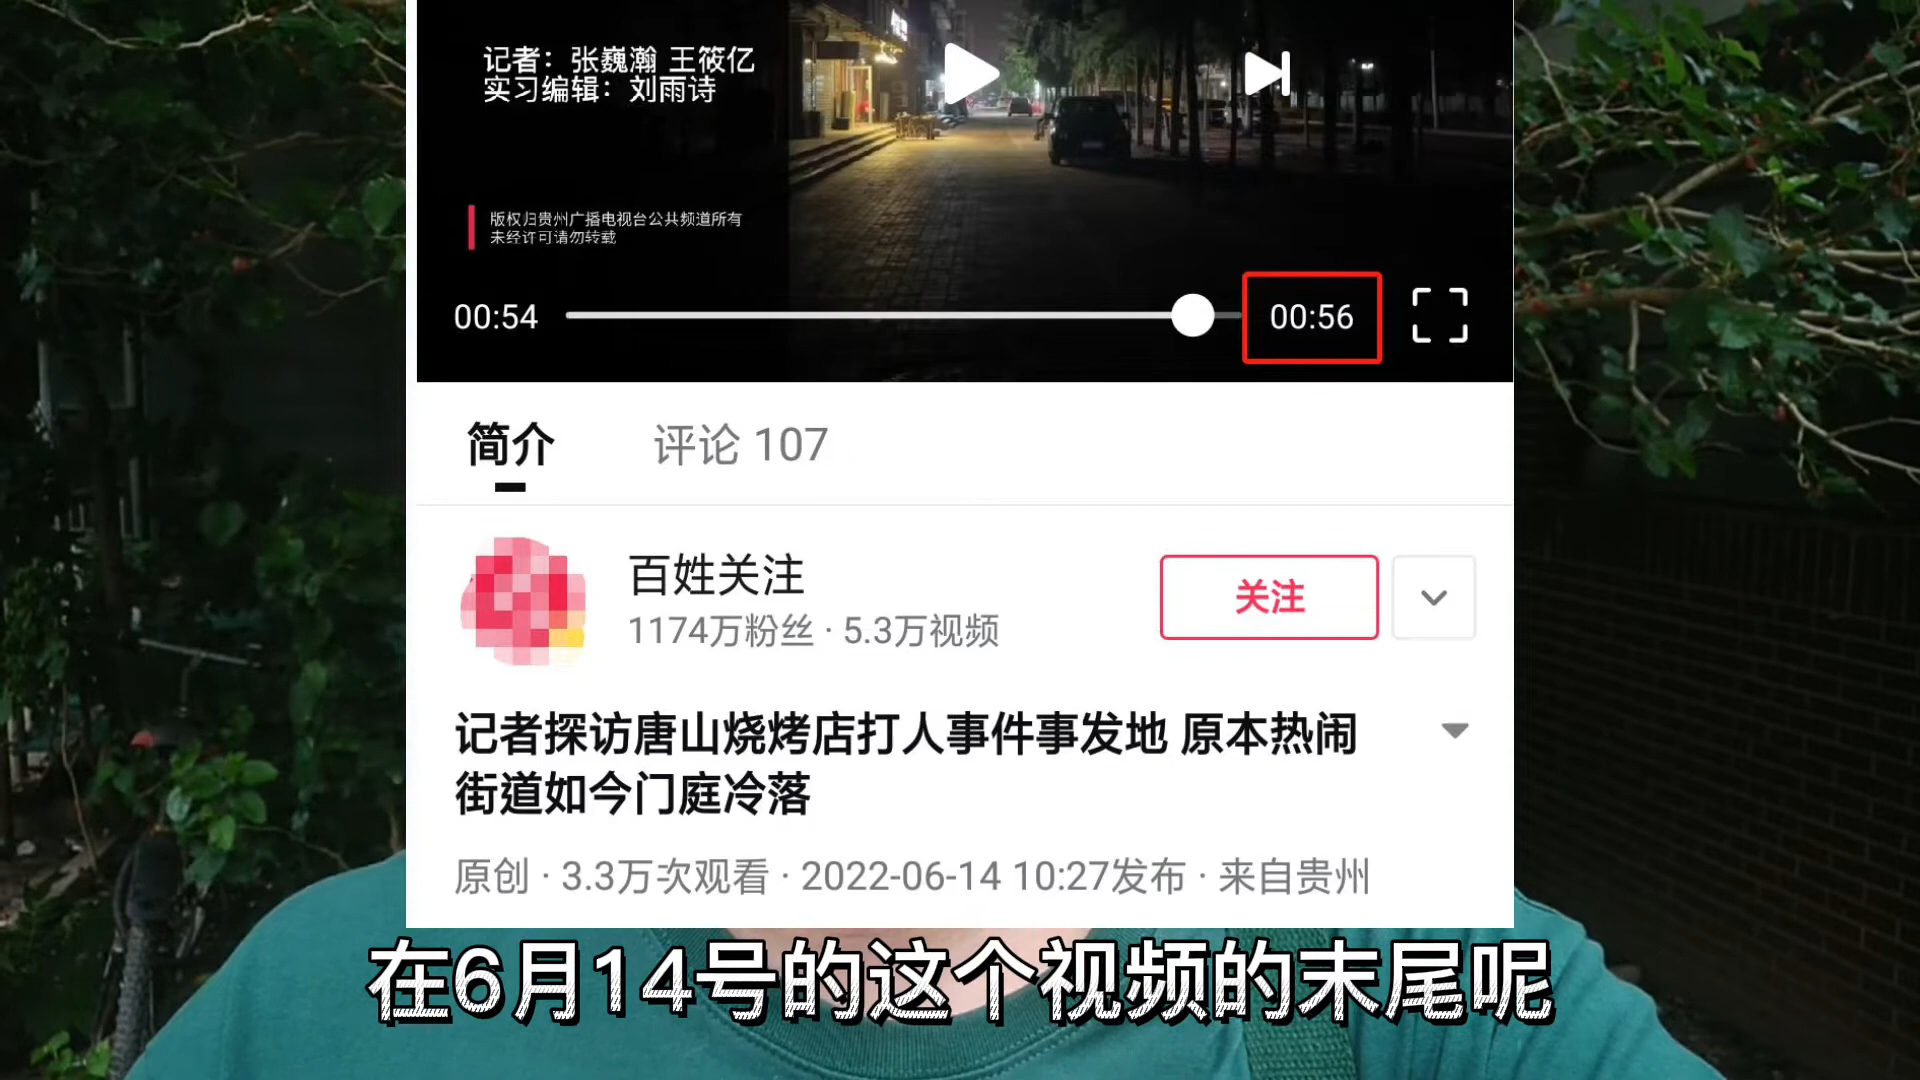 记者：张巍瀚 王筱亿
实习编辑：刘雨诗
版权归贵州广播电视台公共频道所有
未经许可请勿转载
00:54
00:56
简介
评论 107
百姓关注
1174万粉丝 · 5.3万视频
关注
记者探访唐山烧烤店打人事件事发地 原本热闹
街道如今门庭冷落
原创 · 3.3万次观看 · 2022-06-14 10:27发布 · 来自贵州
在6月14号的这个视频的末尾呢